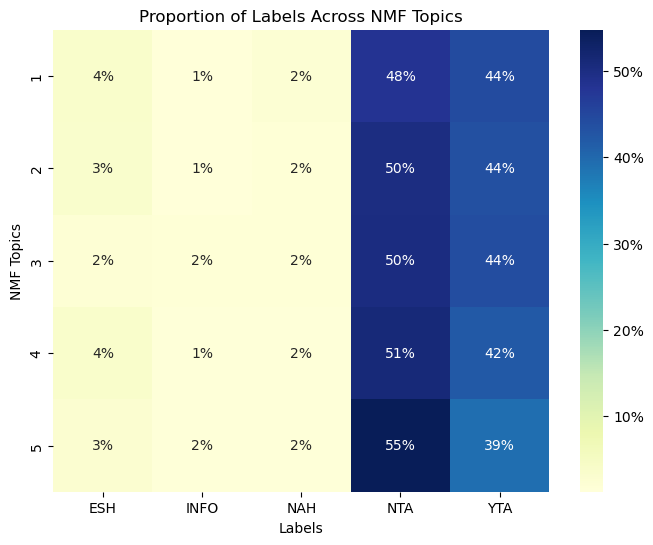 Proportion of Labels Across NMF Topics
1 4% 1% 2% 48% 44%
2 3% 1% 2% 50% 44%
3 2% 2% 2% 50% 44%
4 4% 1% 2% 51% 42%
5 3% 2% 2% 55% 39%
ESH INFO NAH NTA YTA
Labels
NMF Topics
50%
40%
30%
20%
10%